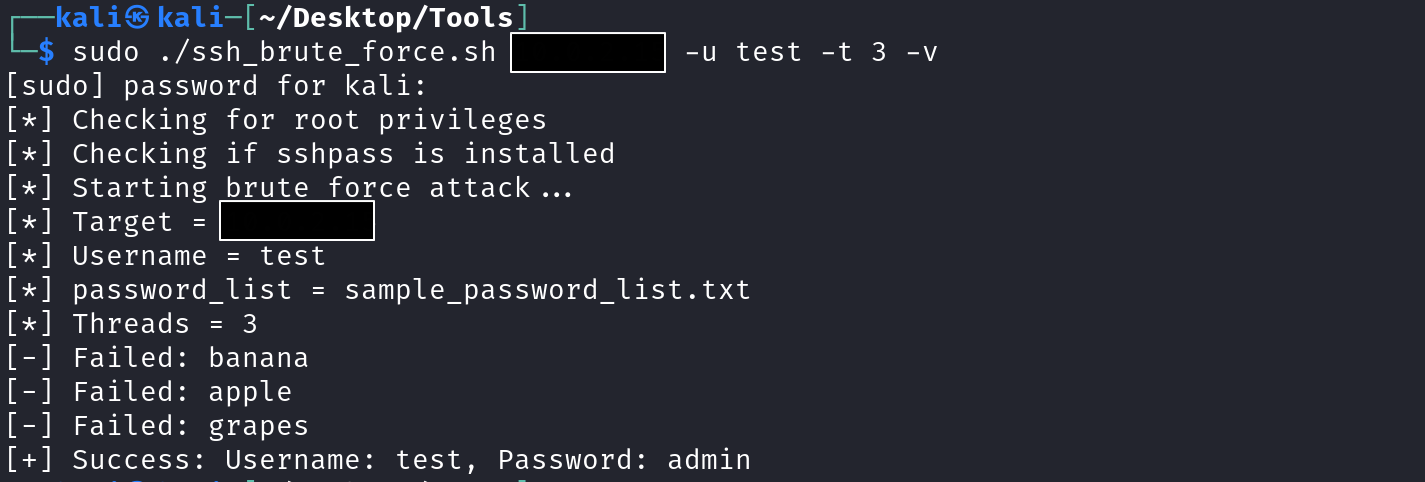 ┌──kali㉿kali-[~/Desktop/Tools]
└─$ sudo ./ssh_brute_force.sh -u test -t 3 -v
[sudo] password for kali:
[*] Checking for root privileges
[*] Checking if sshpass is installed
[*] Starting brute force attack...
[*] Target =
[*] Username = test
[*] password_list = sample_password_list.txt
[*] Threads = 3
[-] Failed: banana
[-] Failed: apple
[-] Failed: grapes
[+] Success: Username: test, Password: admin